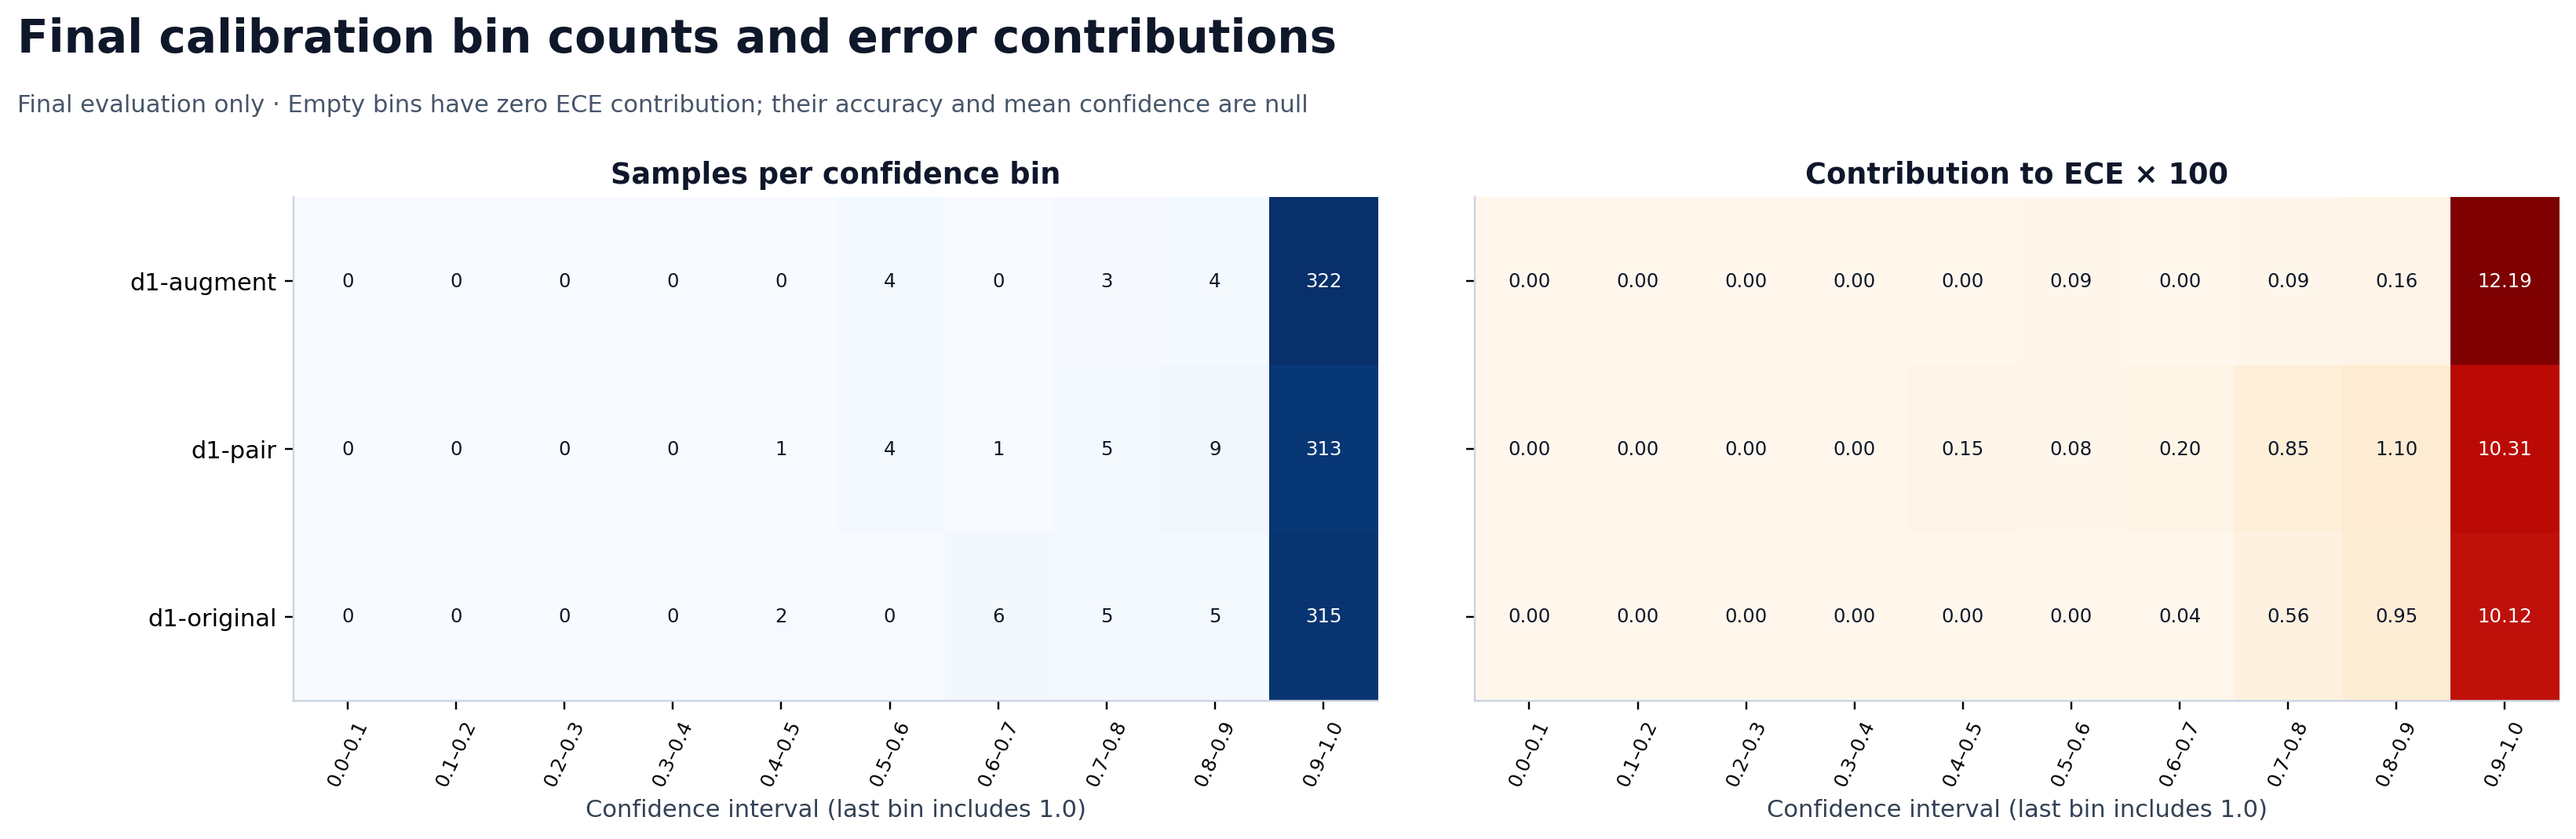 Final calibration bin counts and error contributions
Final evaluation only · Empty bins have zero ECE contribution; their accuracy and mean confidence are null
Samples per confidence bin
d1-augment 0 0 0 0 0 4 0 3 4 322
d1-pair 0 0 0 0 1 4 1 5 9 313
d1-original 0 0 0 0 2 0 6 5 5 315
0.0–0.1 0.1–0.2 0.2–0.3 0.3–0.4 0.4–0.5 0.5–0.6 0.6–0.7 0.7–0.8 0.8–0.9 0.9–1.0
Confidence interval (last bin includes 1.0)
Contribution to ECE × 100
0.00 0.00 0.00 0.00 0.00 0.09 0.00 0.09 0.16 12.19
0.00 0.00 0.00 0.00 0.15 0.08 0.20 0.85 1.10 10.31
0.00 0.00 0.00 0.00 0.00 0.00 0.04 0.56 0.95 10.12
0.0–0.1 0.1–0.2 0.2–0.3 0.3–0.4 0.4–0.5 0.5–0.6 0.6–0.7 0.7–0.8 0.8–0.9 0.9–1.0
Confidence interval (last bin includes 1.0)